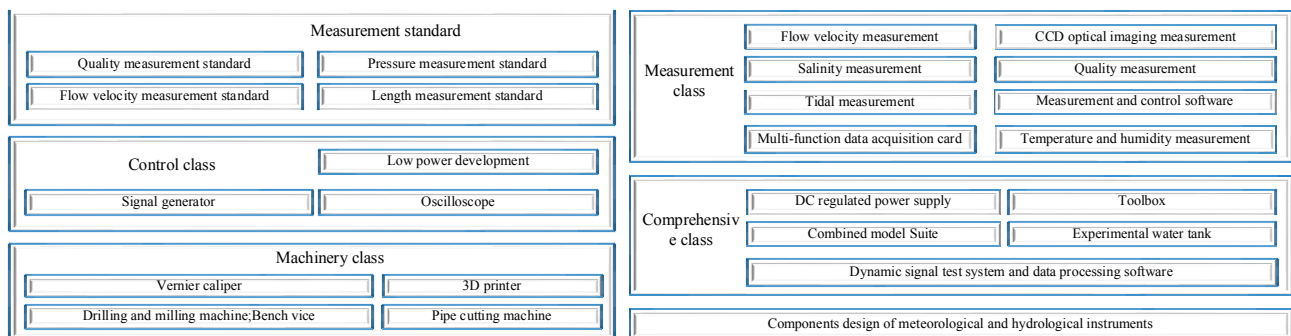 Measurement standard
Quality measurement standard
Pressure measurement standard
Flow velocity measurement standard
Length measurement standard
Control class
Low power development
Signal generator
Oscilloscope
Machinery class
Vernier caliper
3D printer
Drilling and milling machine;Bench vice
Pipe cutting machine
Measurement
class
Flow velocity measurement
CCD optical imaging measurement
Salinity measurement
Quality measurement
Tidal measurement
Measurement and control software
Multi-function data acquisition card
Temperature and humidity measurement
Comprehensiv
e class
DC regulated power supply
Toolbox
Combined model Suite
Experimental water tank
Dynamic signal test system and data processing software
Components design of meteorological and hydrological instruments